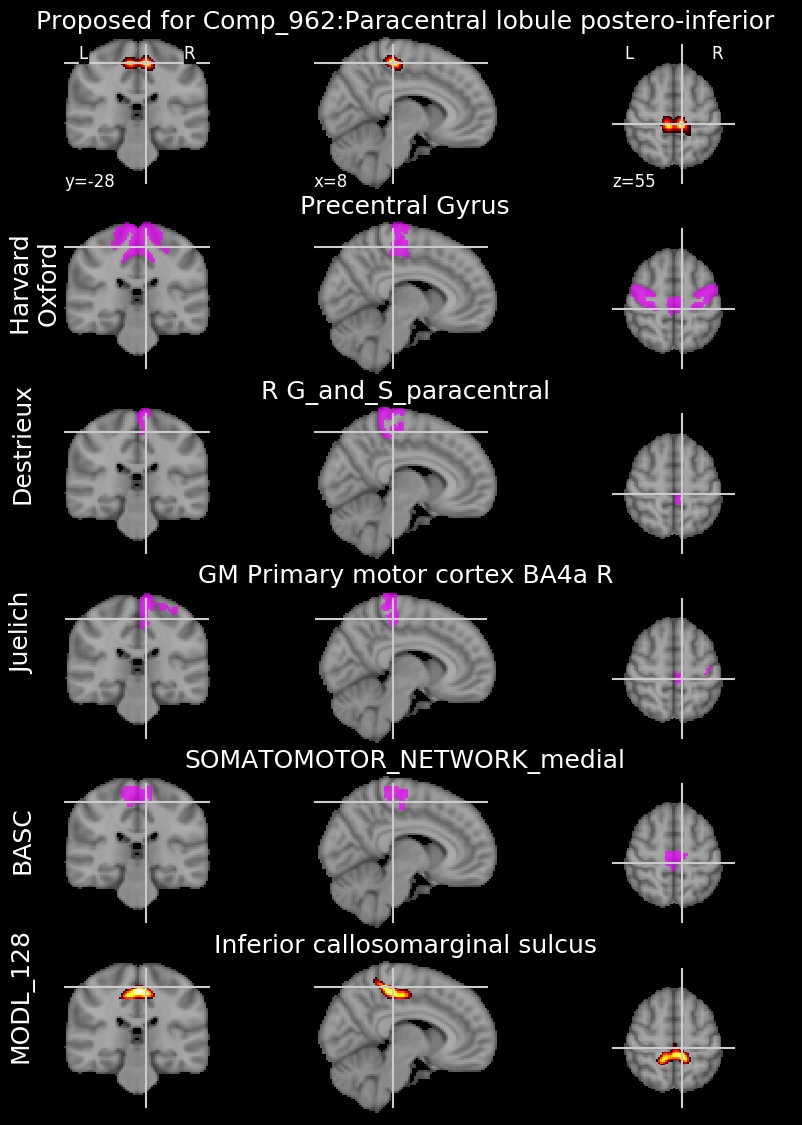 Proposed for Comp_962:Paracentral lobule postero-inferior
L R
L R
y=-28
x=8
z=55
Precentral Gyrus
Harvard
Oxford
R G_and_S_paracentral
Destrieux
GM Primary motor cortex BA4a R
Juelich
SOMATOMOTOR_NETWORK_medial
BASC
Inferior callosomarginal sulcus
MODL_128